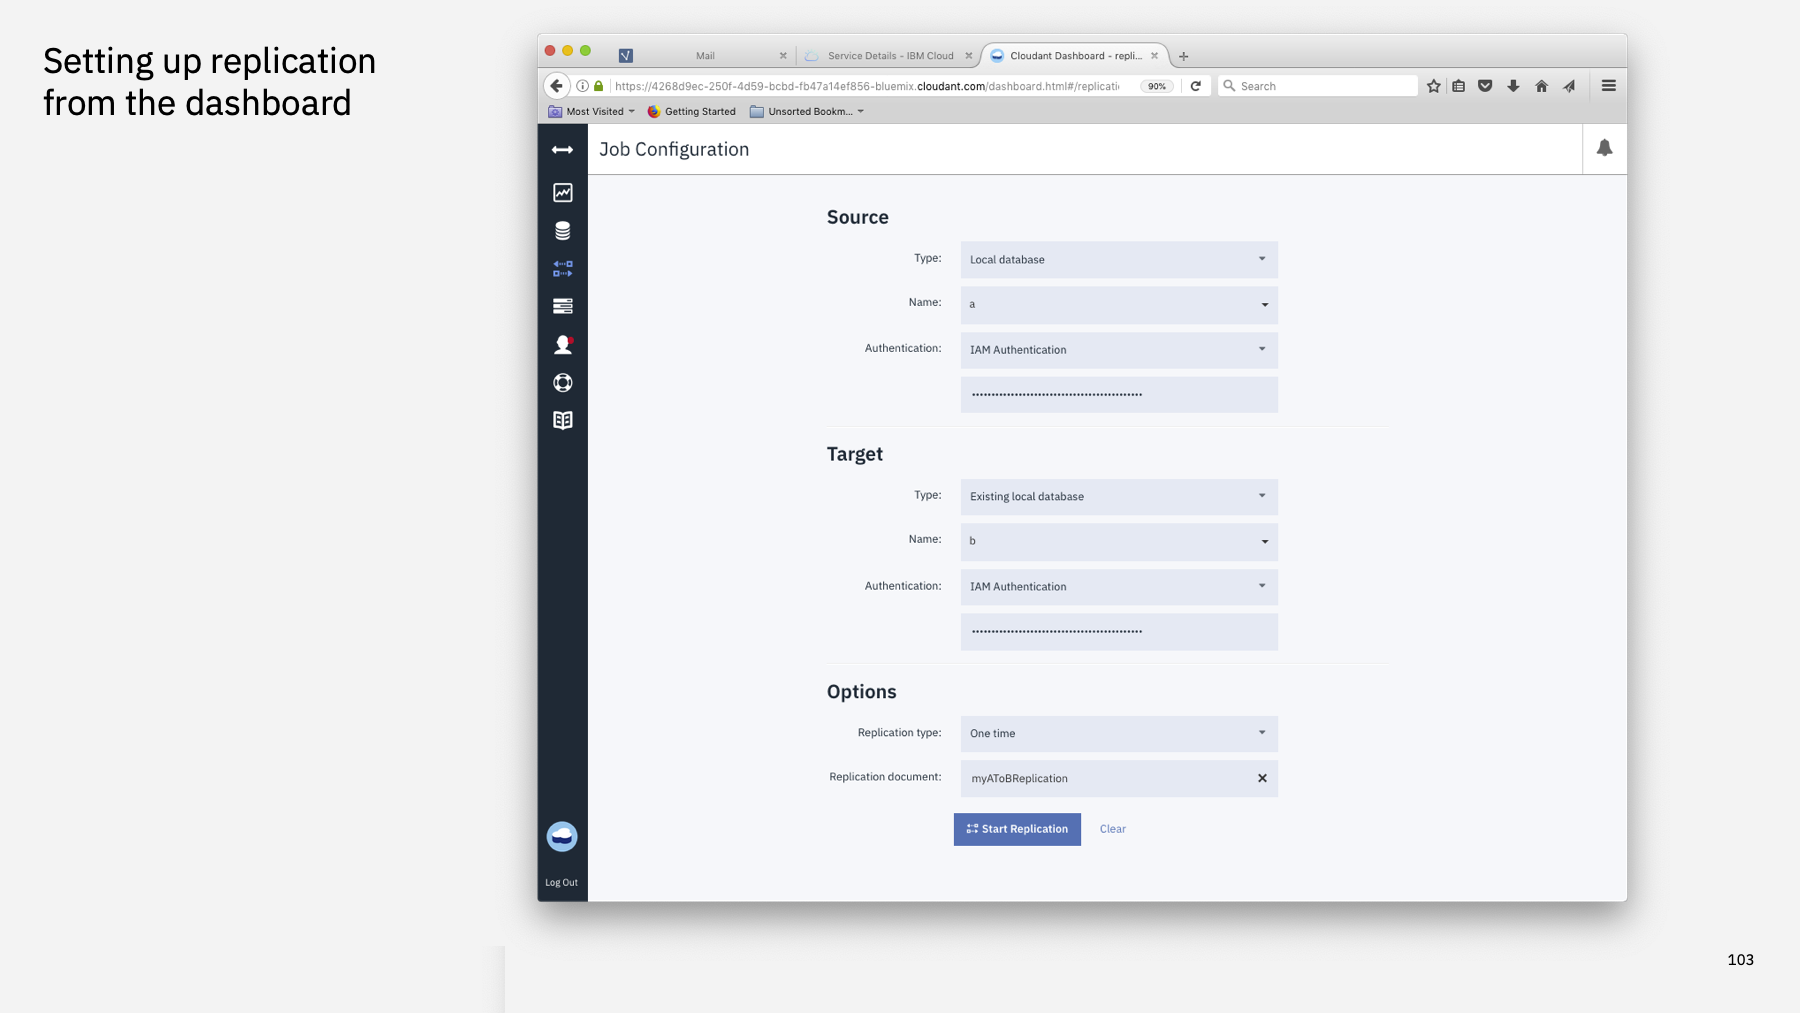 Setting up replication
from the dashboard
Mail
Service Details - IBM Cloud
Cloudant Dashboard - repli...
https://4268d9ec-250f-4d59-bcbd-fb47a14ef856-bluemix.cloudant.com/dashboard.html#/replicati
90%
Search
Most Visited
Getting Started
Unsorted Bookm...
Job Configuration
Source
Type:
Local database
Name:
a
Authentication:
IAM Authentication
Target
Type:
Existing local database
Name:
b
Authentication:
IAM Authentication
Options
Replication type:
One time
Replication document:
myAToBReplication
Start Replication
Clear
Log Out
103